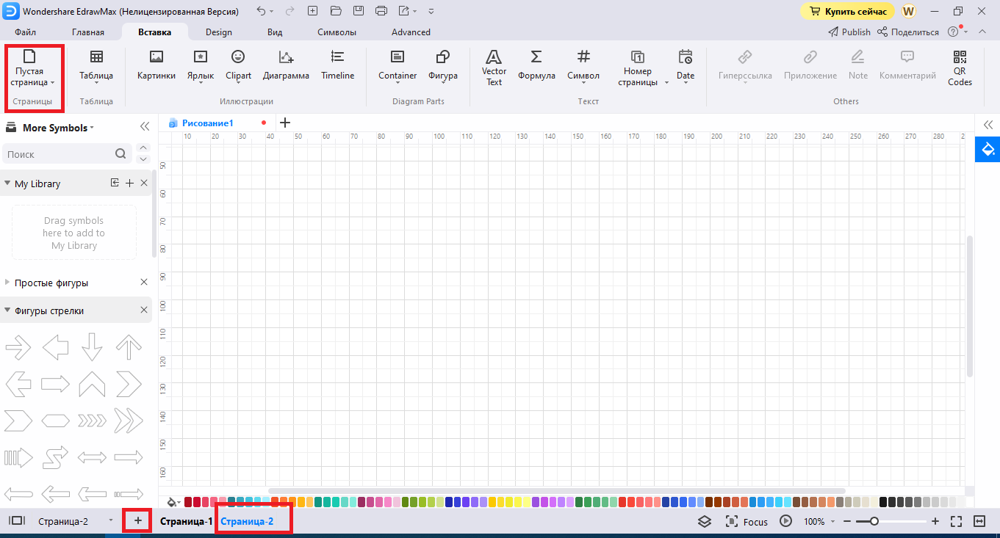 Wondershare EdrawMax (Нелицензированная Версия)
Купить сейчас
W
Файл Главная Вставка Design Вид Символы Advanced
Publish Поделиться
Пустая страница
Таблица
Картинки
Ярлык
Clipart
Диаграмма
Timeline
Container
Фигура
Vector Text
Формула
Символ
Номер страницы
Date
Гиперссылка
Приложение
Note
Комментарий
QR Codes
Страницы Таблица Иллюстрации Diagram Parts Текст Others
More Symbols
Рисование1
10 20 30 40 50 60 70 80 90 100 110 120 130 140 150 160 170 180 190 200 210 220 230 240 250 260 270 280 2
Поиск
My Library
Drag symbols
here to add to
My Library
Простые фигуры
Фигуры стрелки
50
60
70
80
90
100
110
120
130
140
150
160
Страница-2
Страница-1
Страница-2
Focus
100%